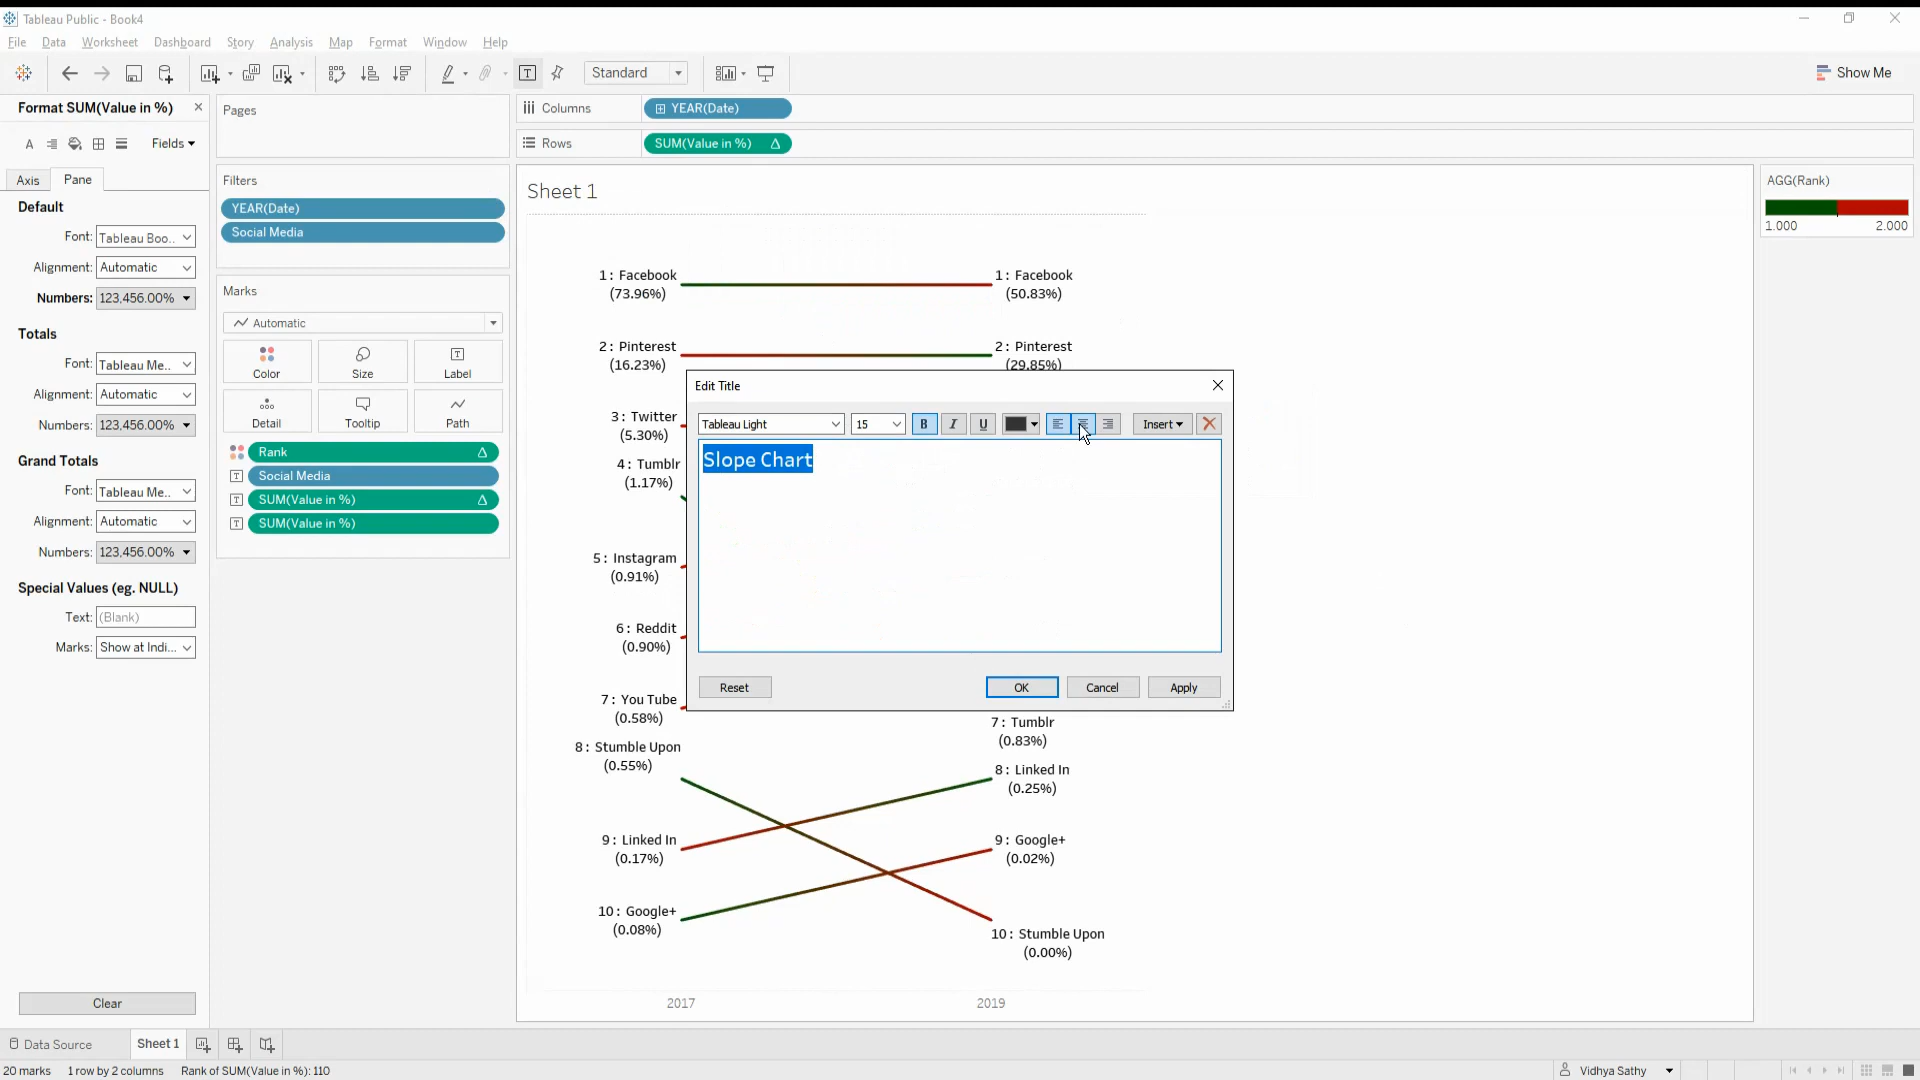 Tableau Public - Book4
File Data Worksheet Dashboard Story Analysis Map Format Window Help
Standard
Show Me
Format SUM(Value in %)
Fields
Axis
Pane
Default
Font: Tableau Boo..
Alignment: Automatic
Numbers: 123,456.00%
Totals
Font: Tableau Me..
Alignment: Automatic
Numbers: 123,456.00%
Grand Totals
Font: Tableau Me..
Alignment: Automatic
Numbers: 123,456.00%
Special Values (eg. NULL)
Text: (Blank)
Marks: Show at Indi...
Clear
Pages
Filters
YEAR(Date)
Social Media
Marks
Automatic
Color
Size
Label
Detail
Tooltip
Path
Rank
Social Media
SUM(Value in %)
SUM(Value in %)
Columns
YEAR(Date)
Rows
SUM(Value in %)
Sheet 1
1: Facebook
(73.96%)
1: Facebook
(50.83%)
2: Pinterest
(16.23%)
2: Pinterest
(29.85%)
3: Twitter
(5.30%)
4: Tumblr
(1.17%)
5: Instagram
(0.91%)
6: Reddit
(0.90%)
7: You Tube
(0.58%)
7: Tumblr
(0.83%)
8: Stumble Upon
(0.55%)
8: Linked In
(0.25%)
9: Linked In
(0.17%)
9: Google+
(0.02%)
10: Google+
(0.08%)
10: Stumble Upon
(0.00%)
2017
2019
Edit Title
Tableau Light
15
B
I
U
Insert
Slope Chart
Reset
OK
Cancel
Apply
AGG(Rank)
1.000
2.000
Data Source
Sheet 1
20 marks
1 row by 2 columns
Rank of SUM(Value in %): 110
Vidhya Sathy